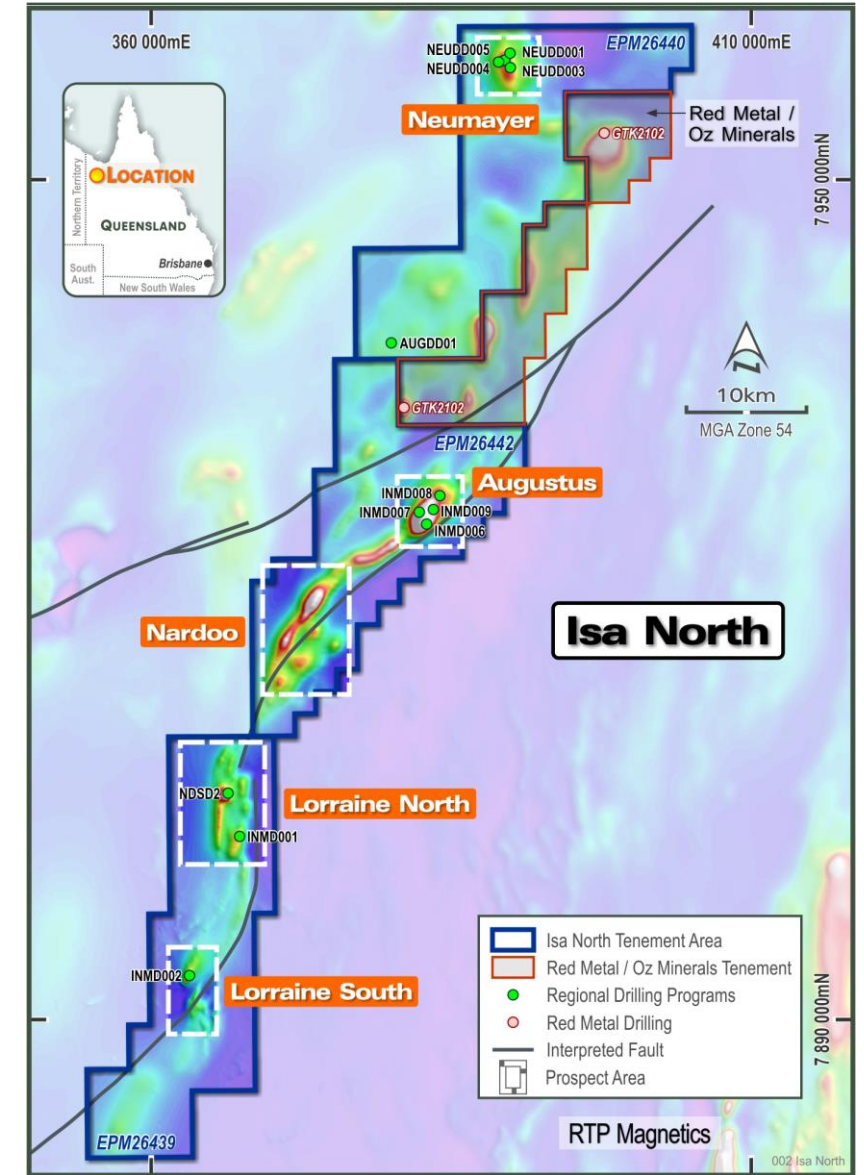 360 000mE
410 000mE
EPM26440
NEUDD005
NEUDD001
NEUDD004
NEUDD003
Neumayer
GTK2102
Red Metal /
Oz Minerals
7 950 000mN
LOCATION
Northern Territory
QUEENSLAND
Brisbane
South
Aust.
New South Wales
AUGDD01
GTK2102
EPM26442
N
10km
MGA Zone 54
INMD008
Augustus
INMD007
INMD009
INMD006
Nardoo
Isa North
NDSD2
Lorraine North
INMD001
INMD002
Lorraine South
7 890 000mN
Isa North Tenement Area
Red Metal / Oz Minerals Tenement
Regional Drilling Programs
Red Metal Drilling
Interpreted Fault
Prospect Area
EPM26439
RTP Magnetics
002 Isa North